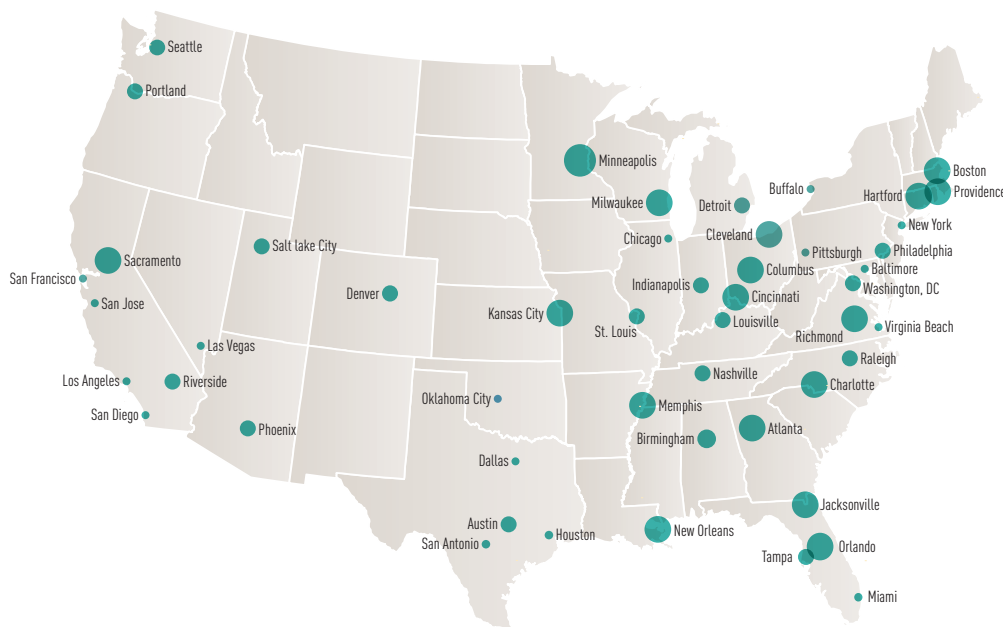 Seattle
Portland
Minneapolis
Boston
Buffalo
Providence
Hartford
Milwaukee
Detroit
New York
Cleveland
Chicago
Salt lake City
Pittsburgh
Philadelphia
Sacramento
Columbus
Baltimore
San Francisco
Indianapolis
Washington, DC
Denver
Cincinnati
San Jose
Kansas City
Louisville
St. Louis
Virginia Beach
Richmond
Las Vegas
Raleigh
Nashville
Los Angeles
Riverside
Charlotte
Oklahoma City
Memphis
San Diego
Phoenix
Atlanta
Birmingham
Dallas
Jacksonville
Austin
New Orleans
Houston
San Antonio
Orlando
Tampa
Miami